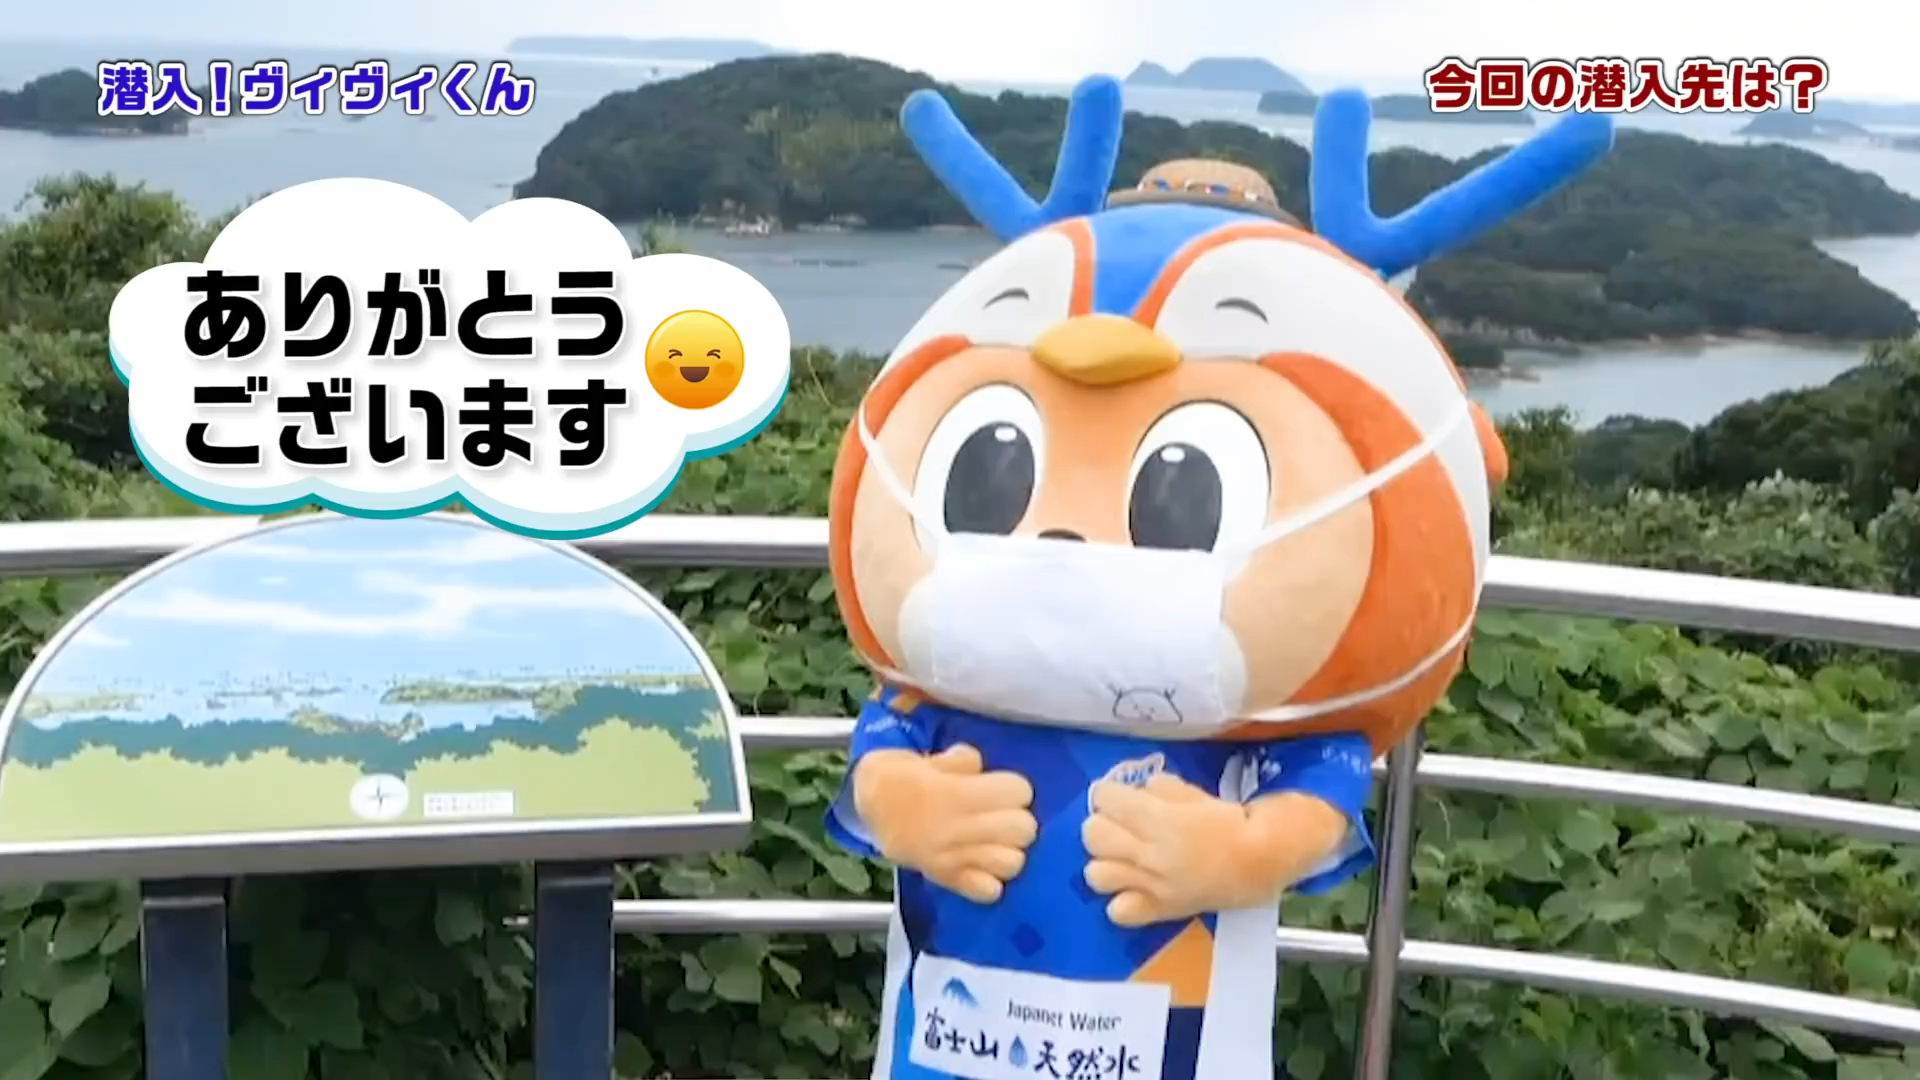 潜入！ヴィヴィくん
今回の潜入先は？
ありがとう
ございます
Japanet Water
富士山 天然水